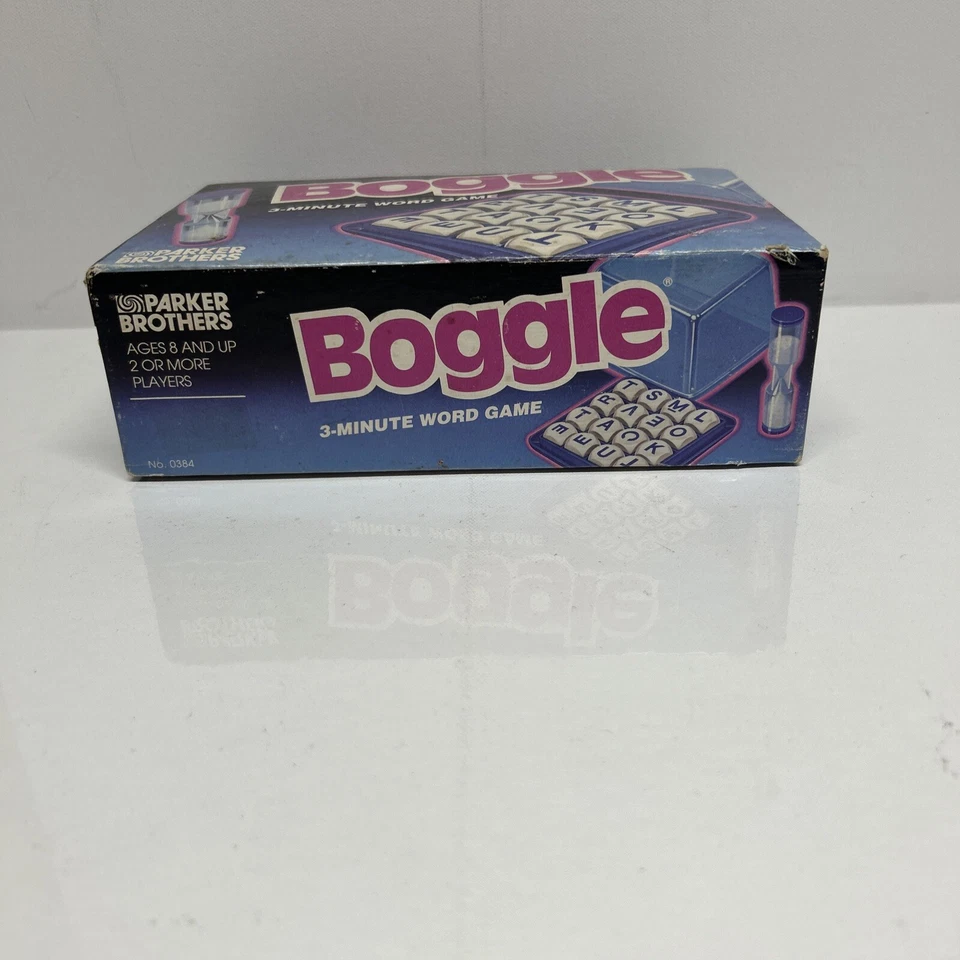 Boggle
3-MINUTE WORD GAME
PARKER
BROTHERS
PARKER
BROTHERS
AGES 8 AND UP
2 OR MORE
PLAYERS
Boggle®
3-MINUTE WORD GAME
T S M L
T R V E O
E A C K
E U
No. 0384